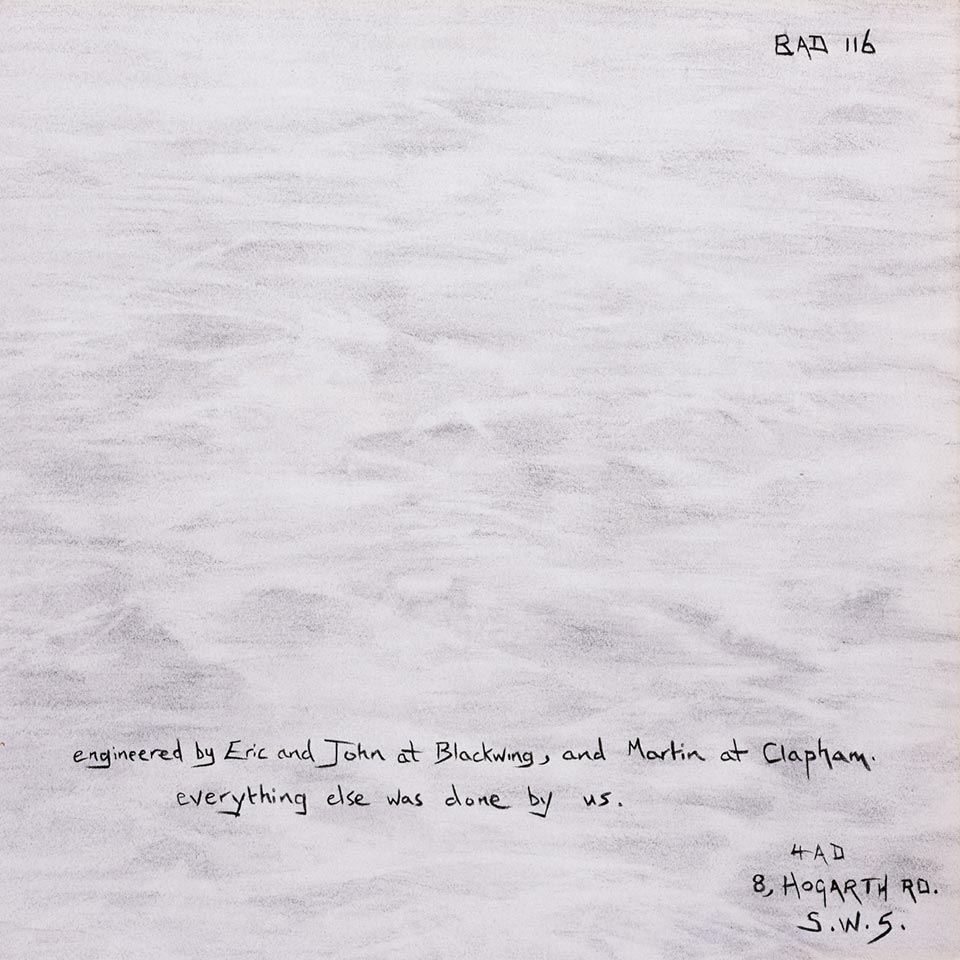 BAD 116
engineered by Eric and John at Blackwing, and Martin at Clapham.
everything else was done by us.
4AD
8, HOGARTH RD.
S.W.5.